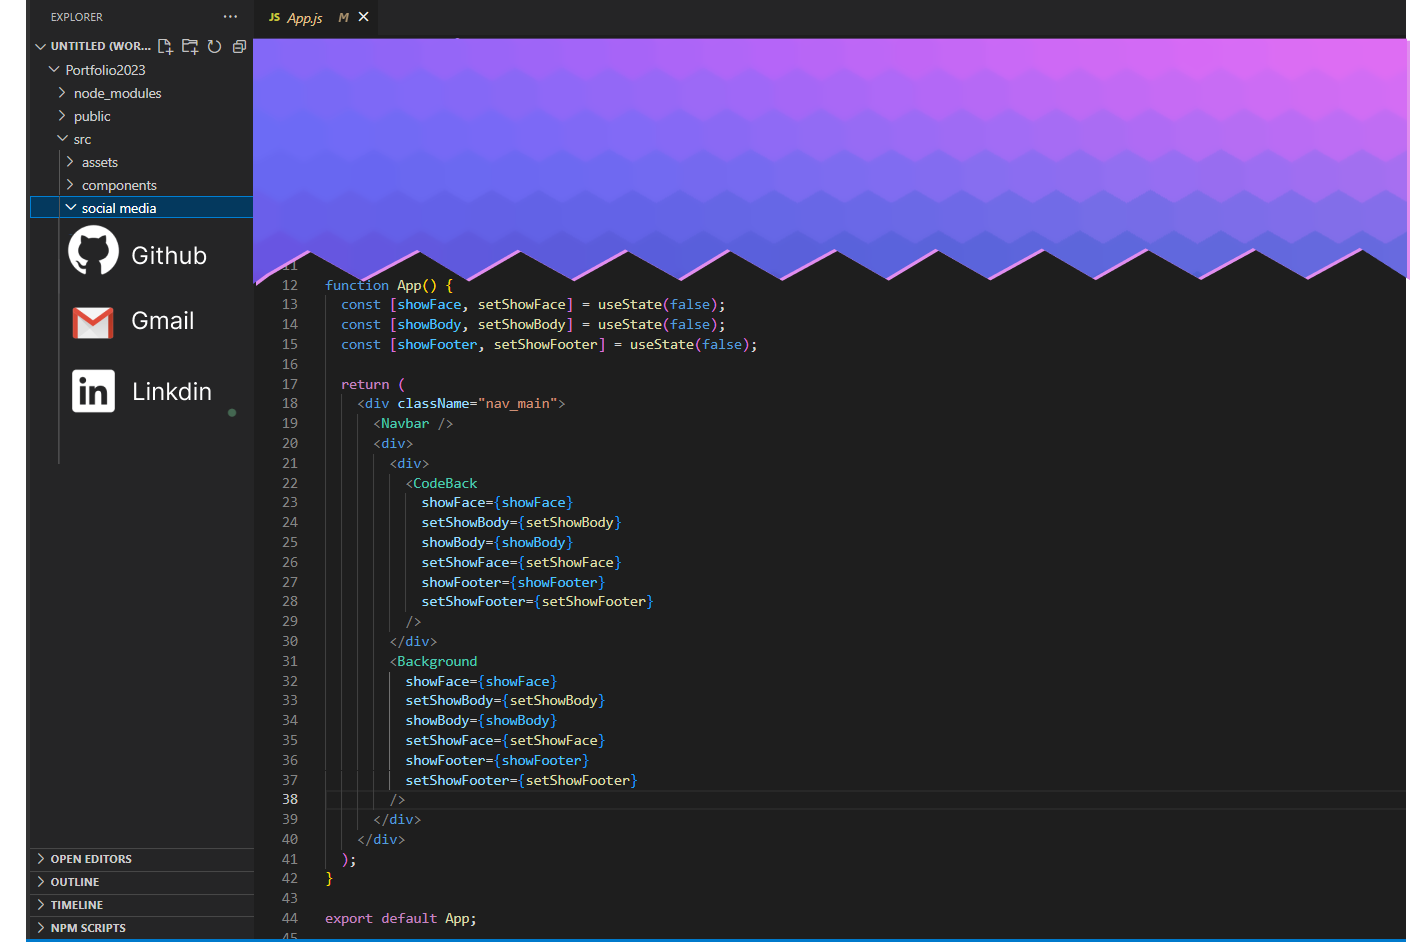 EXPLORER
UNTITLED (WOR...
Portfolio2023
node_modules
public
src
assets
components
social media
Github
Gmail
in
Linkdin
OPEN EDITORS
OUTLINE
TIMELINE
NPM SCRIPTS
JS App.js M
11
12 function App() {
13 const [showFace, setShowFace] = useState(false);
14 const [showBody, setShowBody] = useState(false);
15 const [showFooter, setShowFooter] = useState(false);
16
17 return (
18 <div className="nav_main">
19 <Navbar />
20 <div>
21 <div>
22 <CodeBack
23 showFace={showFace}
24 setShowBody={setShowBody}
25 showBody={showBody}
26 setShowFace={setShowFace}
27 showFooter={showFooter}
28 setShowFooter={setShowFooter}
29 />
30 </div>
31 <Background
32 showFace={showFace}
33 setShowBody={setShowBody}
34 showBody={showBody}
35 setShowFace={setShowFace}
36 showFooter={showFooter}
37 setShowFooter={setShowFooter}
38 />
39 </div>
40 </div>
41 );
42 }
43
44 export default App;
45